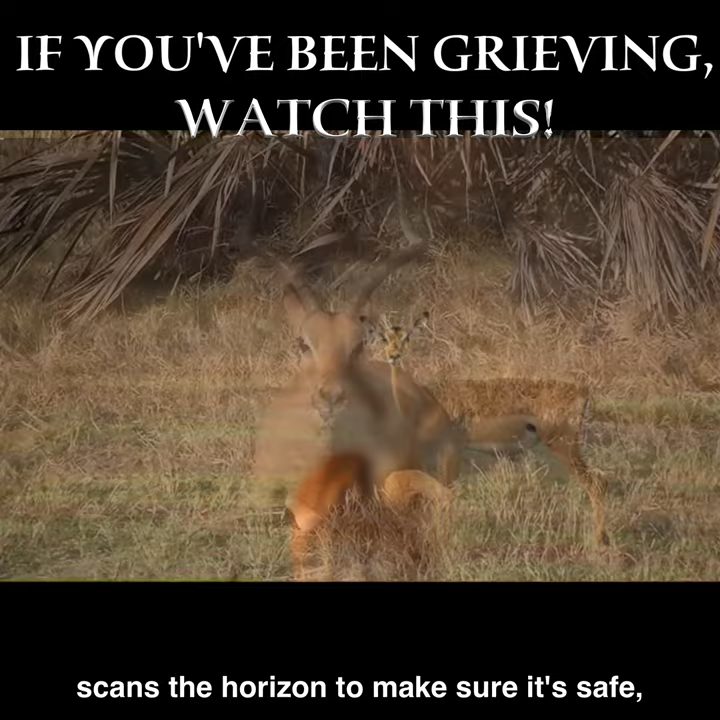 IF YOU'VE BEEN GRIEVING,
WATCH THIS!
scans the horizon to make sure it's safe,